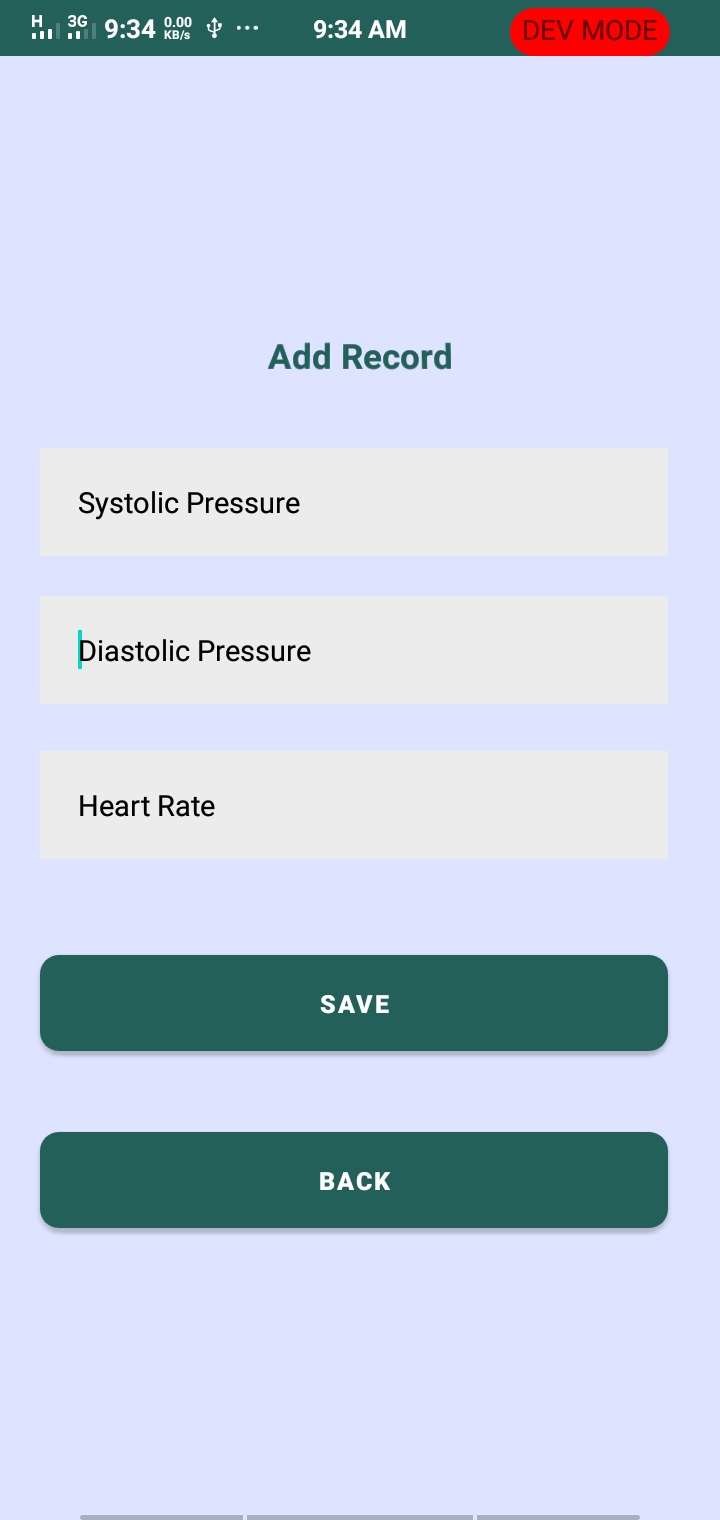 H 3G 9:34 0.00 KB/s ... 9:34 AM DEV MODE
Add Record
Systolic Pressure
Diastolic Pressure
Heart Rate
SAVE
BACK